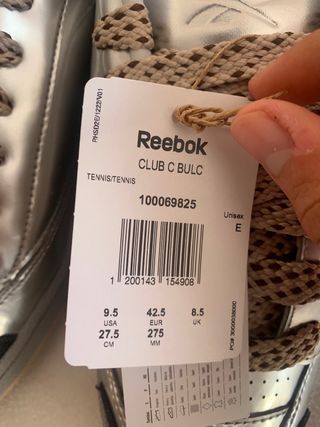 RHSD2E/1222/V01
Reebok
CLUB C BULC
TENNIS/TENNIS
100069825
Unisex
E
1 200143 154908
9.5 42.5 8.5
USA EUR UK
27.5 275
CM MM